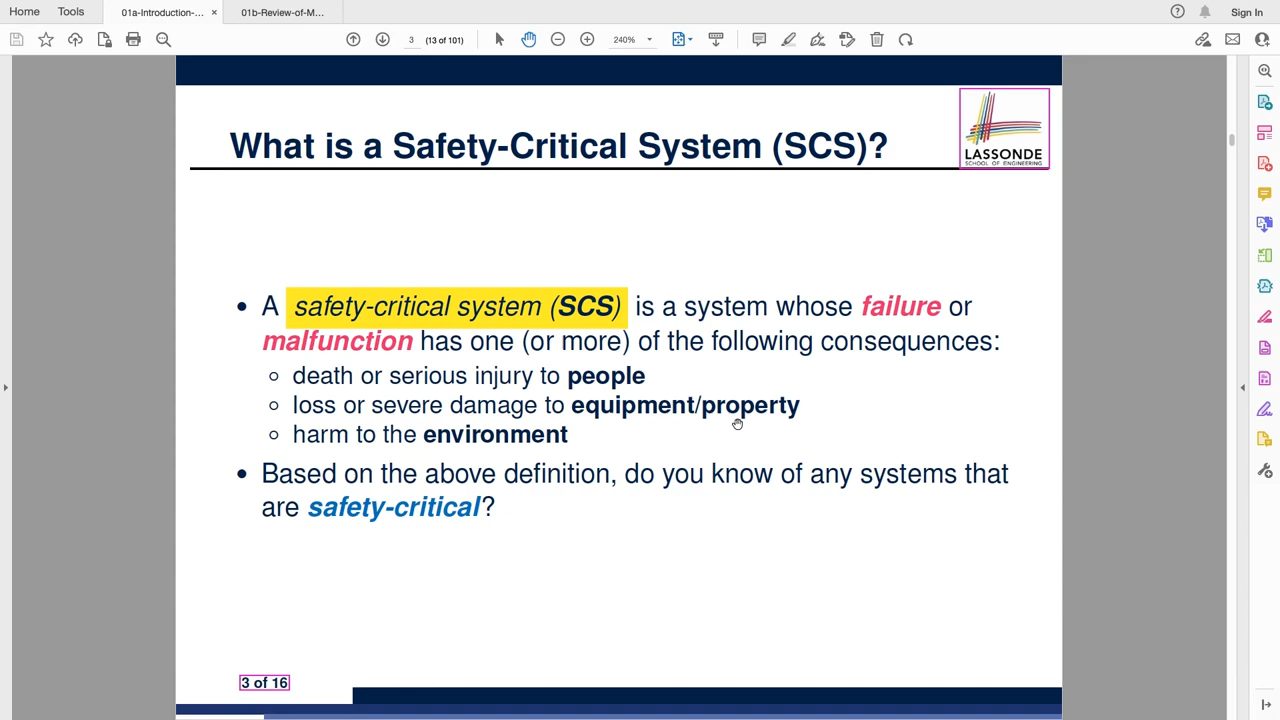 Home Tools 01a-Introduction-... × 01b-Review-of-M... Sign In
3 (13 of 101) 240%
What is a Safety-Critical System (SCS)?
LASSONDE
SCHOOL OF ENGINEERING
• A safety-critical system (SCS) is a system whose failure or
malfunction has one (or more) of the following consequences:
◦ death or serious injury to people
◦ loss or severe damage to equipment/property
◦ harm to the environment
• Based on the above definition, do you know of any systems that
are safety-critical?
3 of 16